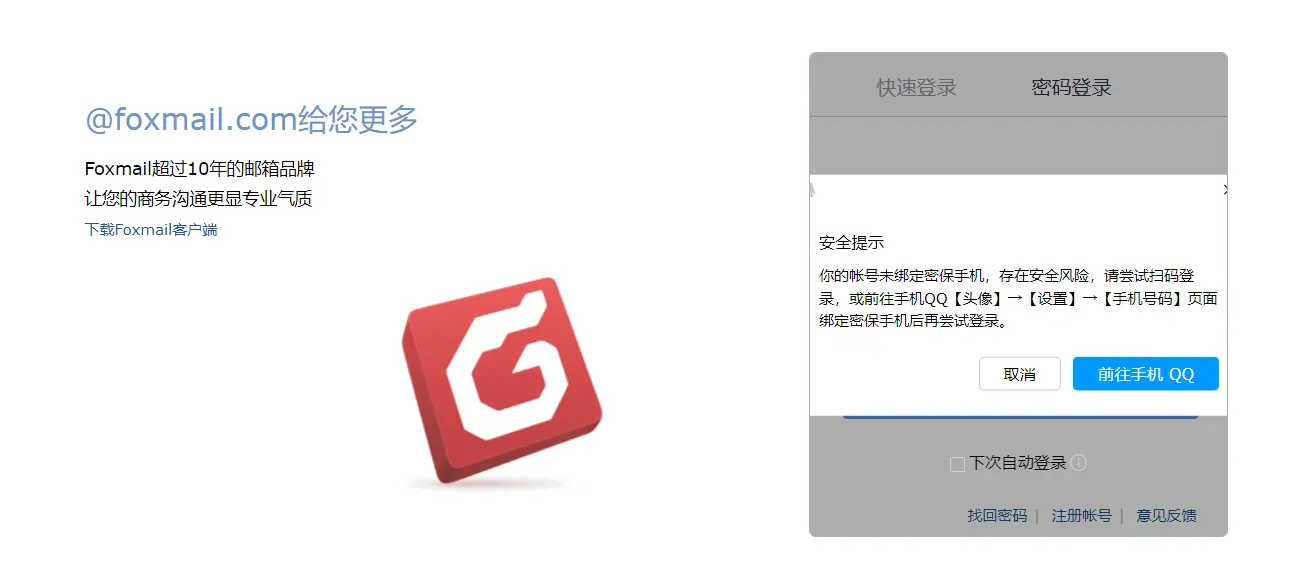 @foxmail.com给您更多
Foxmail超过10年的邮箱品牌
让您的商务沟通更显专业气质
下载Foxmail客户端
快速登录
密码登录
安全提示
你的帐号未绑定密保手机，存在安全风险，请尝试扫码登
录，或前往手机QQ【头像】→【设置】→【手机号码】页面
绑定密保手机后再尝试登录。
取消
前往手机 QQ
下次自动登录
找回密码 | 注册帐号 | 意见反馈